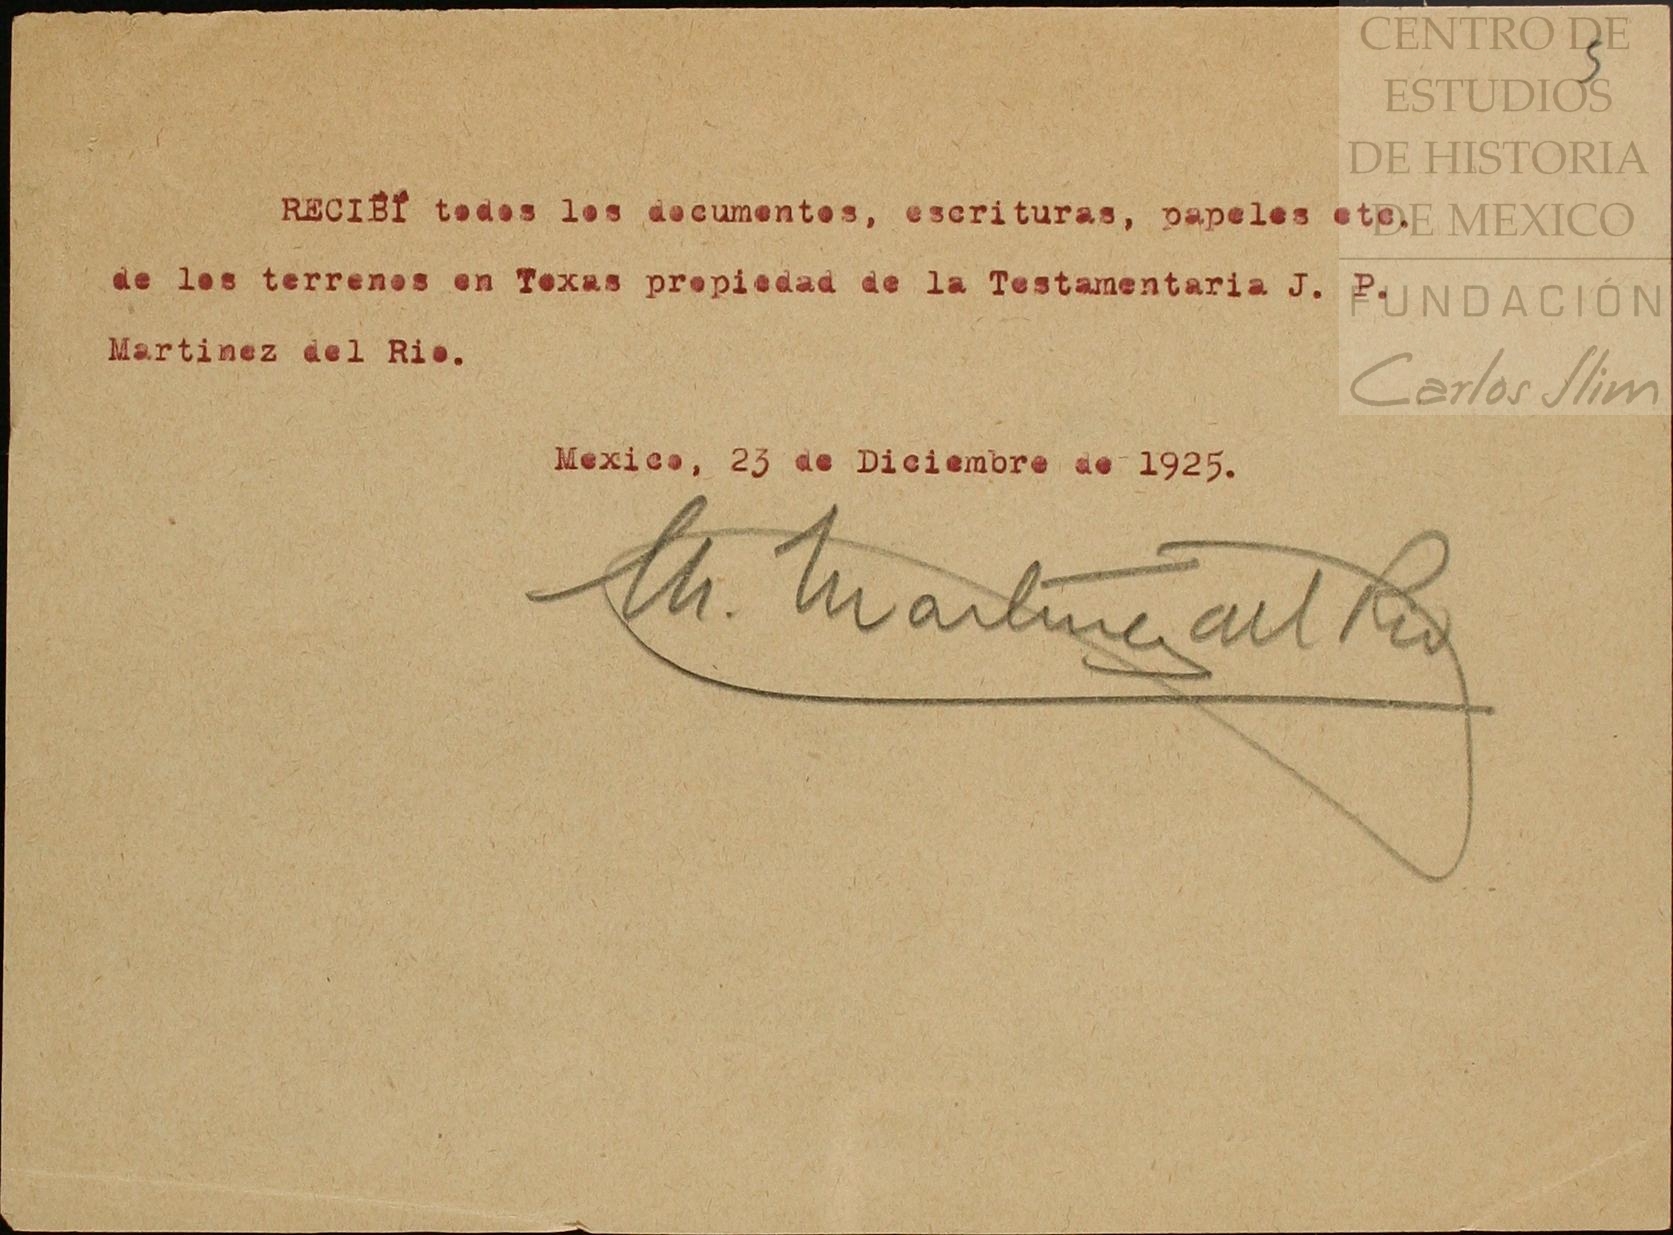 CENTRO DE
ESTUDIOS
DE HISTORIA
DE MEXICO
FUNDACIÓN
Carlos Slim
RECIBÍ todos los documentos, escrituras, papeles etc.
de los terrenos en Texas propiedad de la Testamentaria J. P.
Martinez del Rio.
Mexico, 23 de Diciembre de 1925.
M. Martinez del Rio